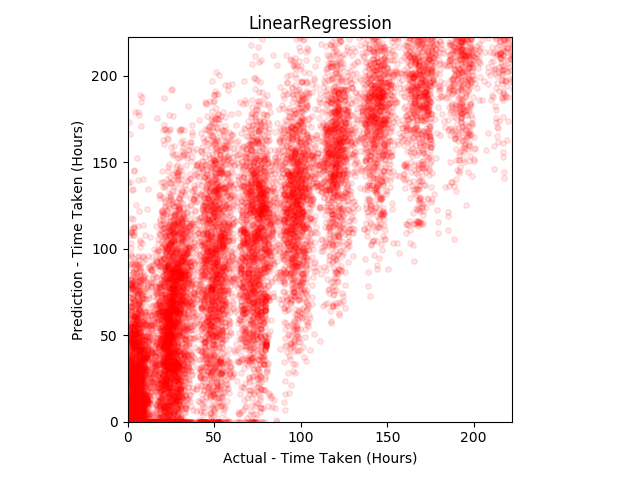 LinearRegression
Prediction - Time Taken (Hours)
200
150
100
50
0
0 50 100 150 200
Actual - Time Taken (Hours)